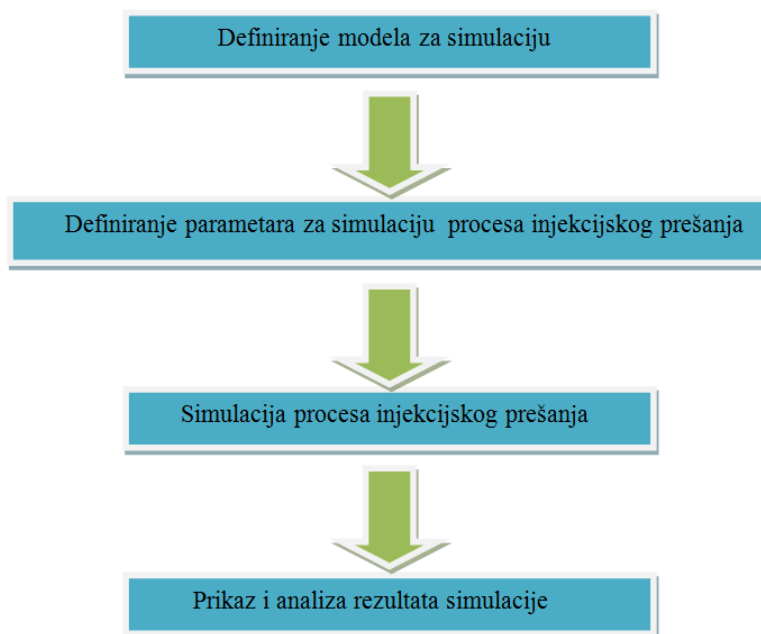 Definiranje modela za simulaciju
Definiranje parametara za simulaciju procesa injekcijskog prešanja
Simulacija procesa injekcijskog prešanja
Prikaz i analiza rezultata simulacije